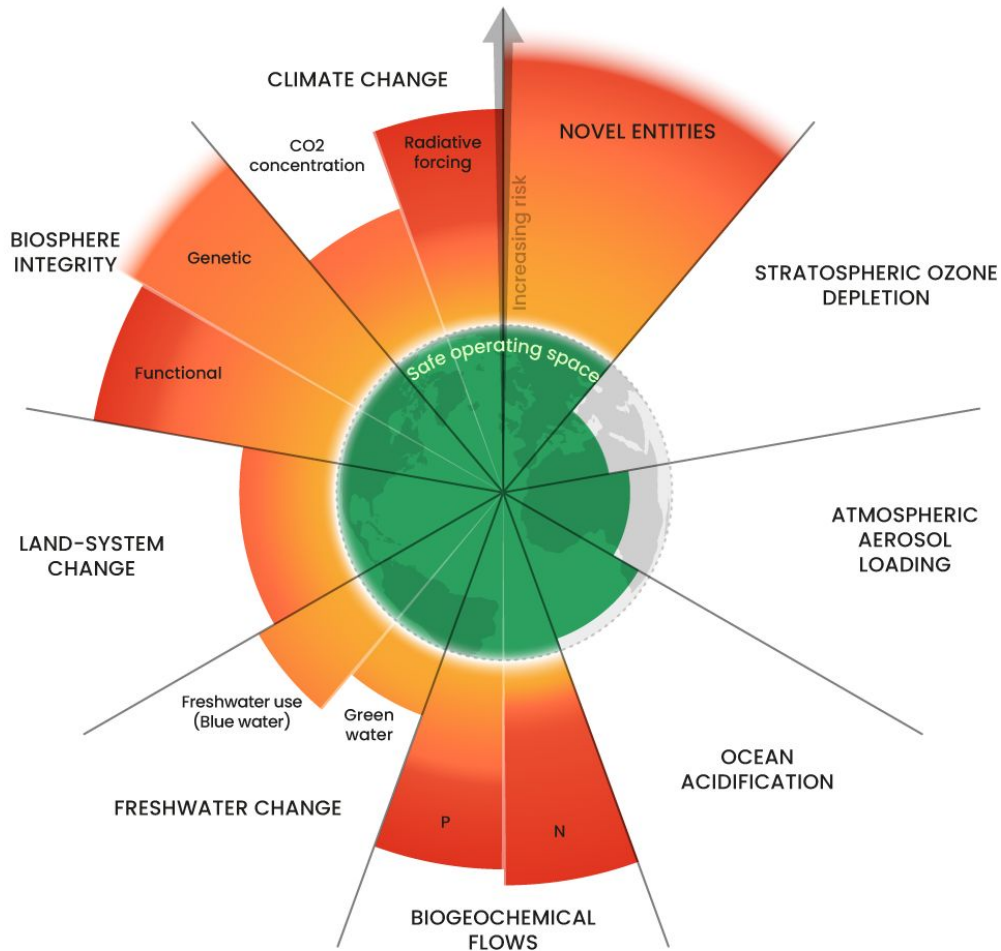 CLIMATE CHANGE
CO2
concentration
Radiative
forcing
NOVEL ENTITIES
Increasing risk
BIOSPHERE
INTEGRITY
Genetic
Functional
STRATOSPHERIC OZONE
DEPLETION
Safe operating space
LAND-SYSTEM
CHANGE
ATMOSPHERIC
AEROSOL
LOADING
Freshwater use
(Blue water)
Green
water
FRESHWATER CHANGE
OCEAN
ACIDIFICATION
P
N
BIOGEOCHEMICAL
FLOWS